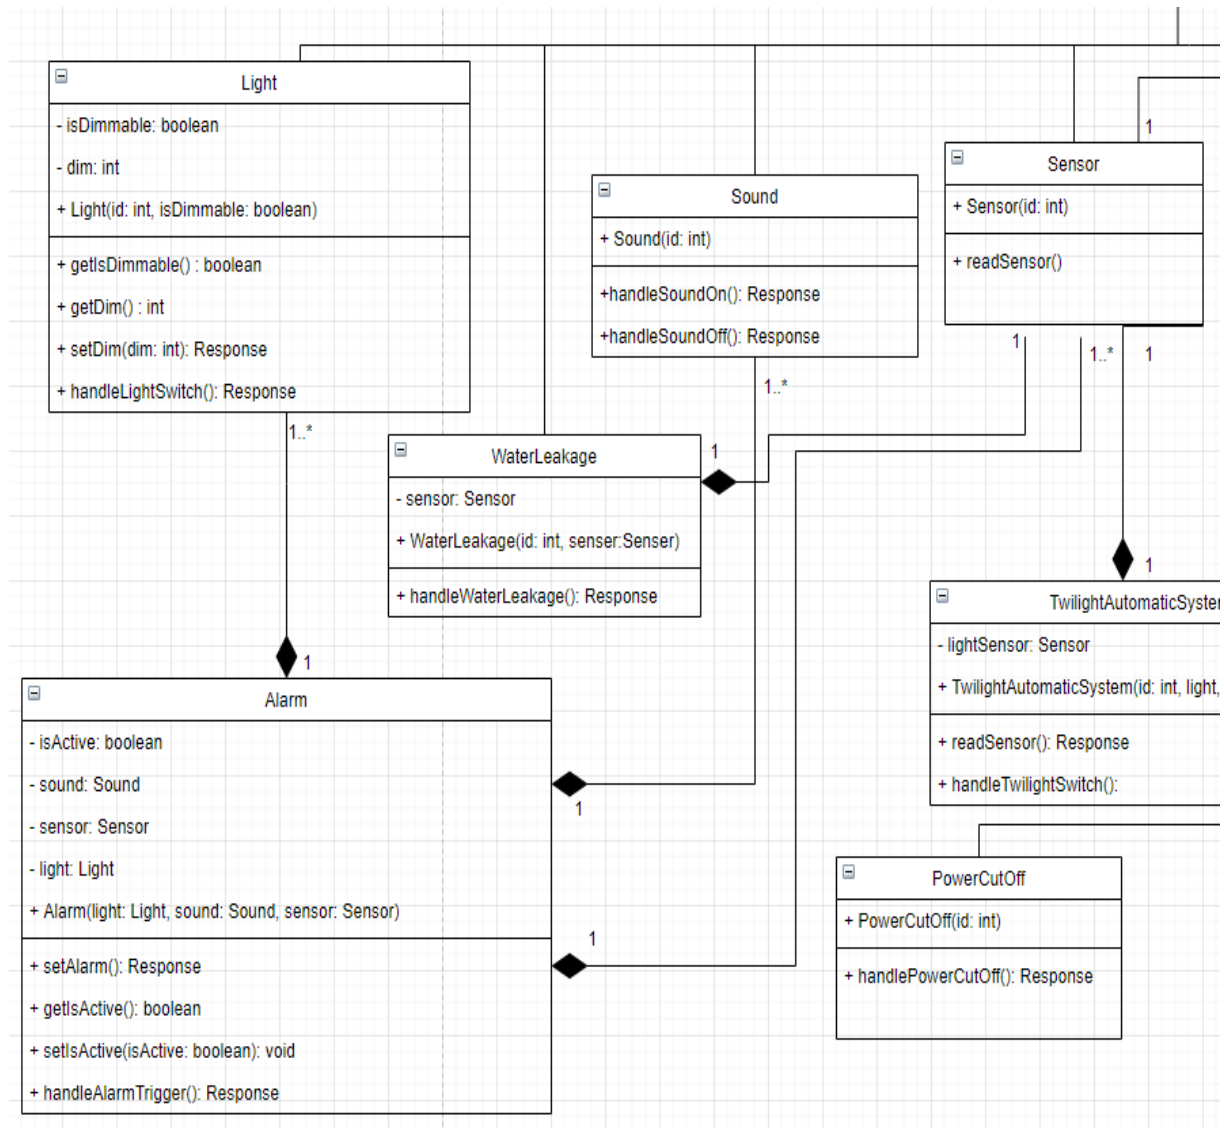 Light
- isDimmable: boolean
- dim: int
+ Light(id: int, isDimmable: boolean)
+ getIsDimmable() : boolean
+ getDim() : int
+ setDim(dim: int): Response
+ handleLightSwitch(): Response
1..*
Sound
+ Sound(id: int)
+handleSoundOn(): Response
+handleSoundOff(): Response
1..*
1
Sensor
+ Sensor(id: int)
+ readSensor()
1
1..*
1
WaterLeakage
- sensor: Sensor
+ WaterLeakage(id: int, senser:Senser)
+ handleWaterLeakage(): Response
1
1
TwilightAutomaticSyster
- lightSensor: Sensor
+ TwilightAutomaticSystem(id: int, light,
+ readSensor(): Response
+ handleTwilightSwitch():
1
Alarm
- isActive: boolean
- sound: Sound
- sensor: Sensor
- light: Light
+ Alarm(light: Light, sound: Sound, sensor: Sensor)
+ setAlarm(): Response
+ getIsActive(): boolean
+ setIsActive(isActive: boolean): void
+ handleAlarmTrigger(): Response
1
1
PowerCutOff
+ PowerCutOff(id: int)
+ handlePowerCutOff(): Response